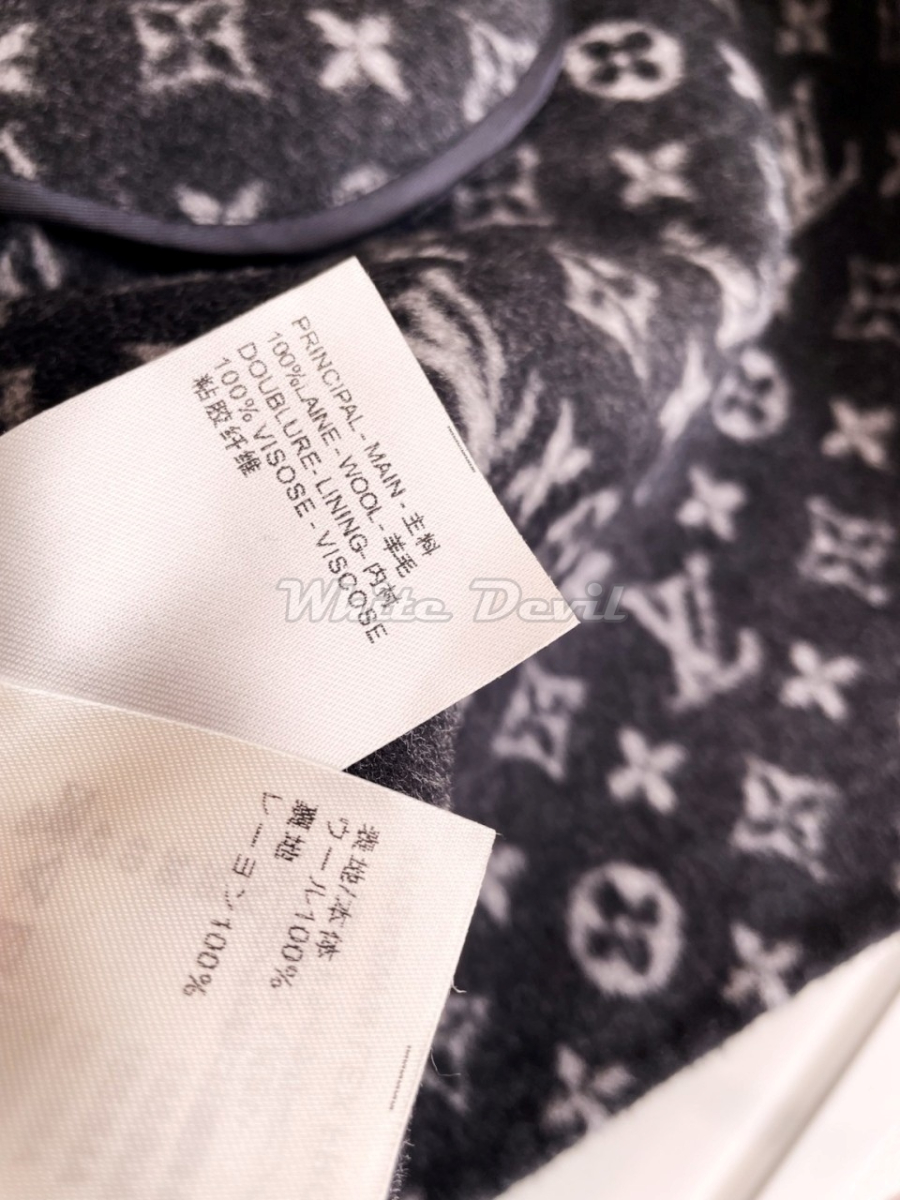 PRINCIPAL - MAIN - 主料
100%LAINE - WOOL - 羊毛
DOUBLURE - LINING- 内衬
100% VISOSE - VISCOSE
粘胶纤维
White Devil
表地/本体
ウール100%
裏地
レーヨン100%